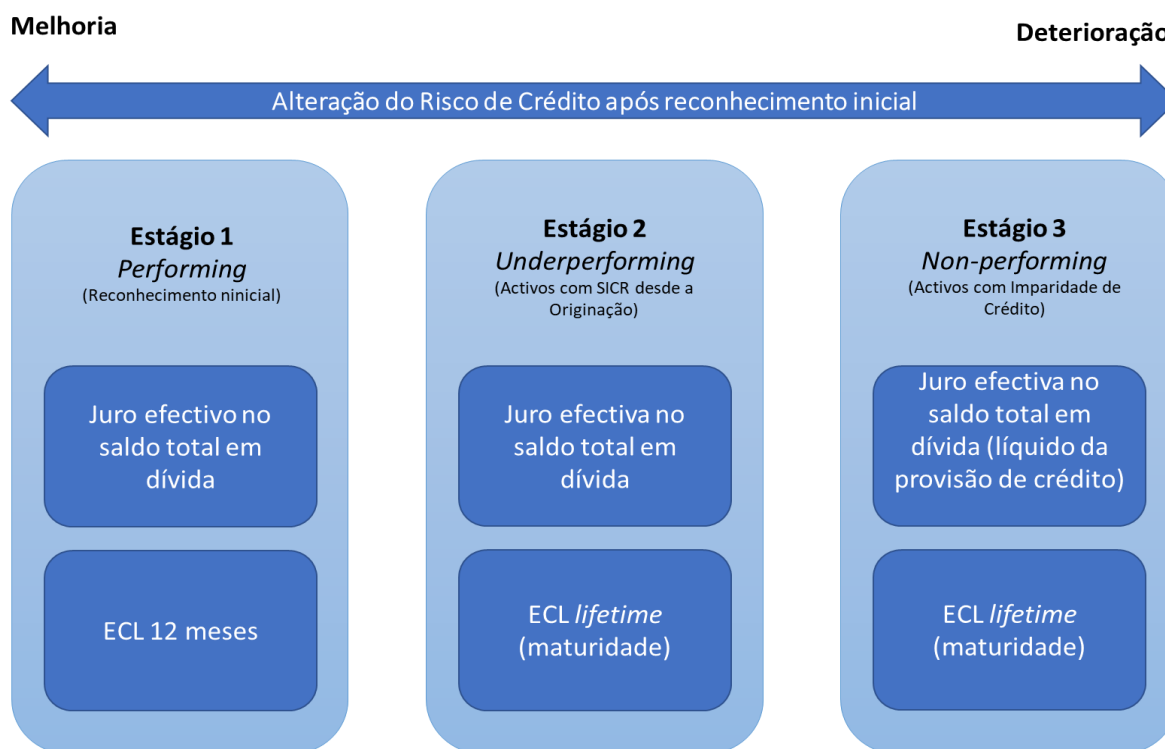 Melhoria
Deterioração
Alteração do Risco de Crédito após reconhecimento inicial
Estágio 1
Performing
(Reconhecimento ninicial)
Juro efectivo no
saldo total em
dívida
ECL 12 meses
Estágio 2
Underperforming
(Activos com SICR desde a
Originação)
Juro efectiva no
saldo total em
dívida
ECL lifetime
(maturidade)
Estágio 3
Non-performing
(Activos com Imparidade de
Crédito)
Juro efectiva no
saldo total em
dívida (líquido da
provisão de crédito)
ECL lifetime
(maturidade)